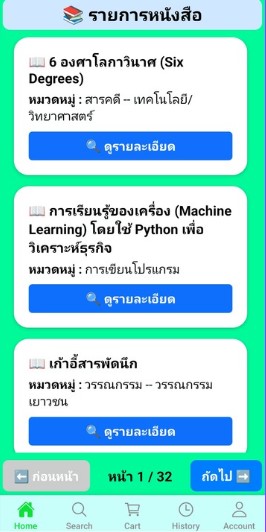 📚 รายการหนังสือ
📖 6 องศาโลกาวินาศ (Six
Degrees)
หมวดหมู่ : สารคดี -- เทคโนโลยี/
วิทยาศาสตร์
🔍 ดูรายละเอียด
📖 การเรียนรู้ของเครื่อง (Machine
Learning) โดยใช้ Python เพื่อ
วิเคราะห์ธุรกิจ
หมวดหมู่ : การเขียนโปรแกรม
🔍 ดูรายละเอียด
📖 เก้าอี้สารพัดนึก
หมวดหมู่ : วรรณกรรม -- วรรณกรรม
เยาวชน
🔍 ดูรายละเอียด
⬅️ ก่อนหน้า หน้า 1 / 32 ถัดไป ➡️
Home Search Cart History Account